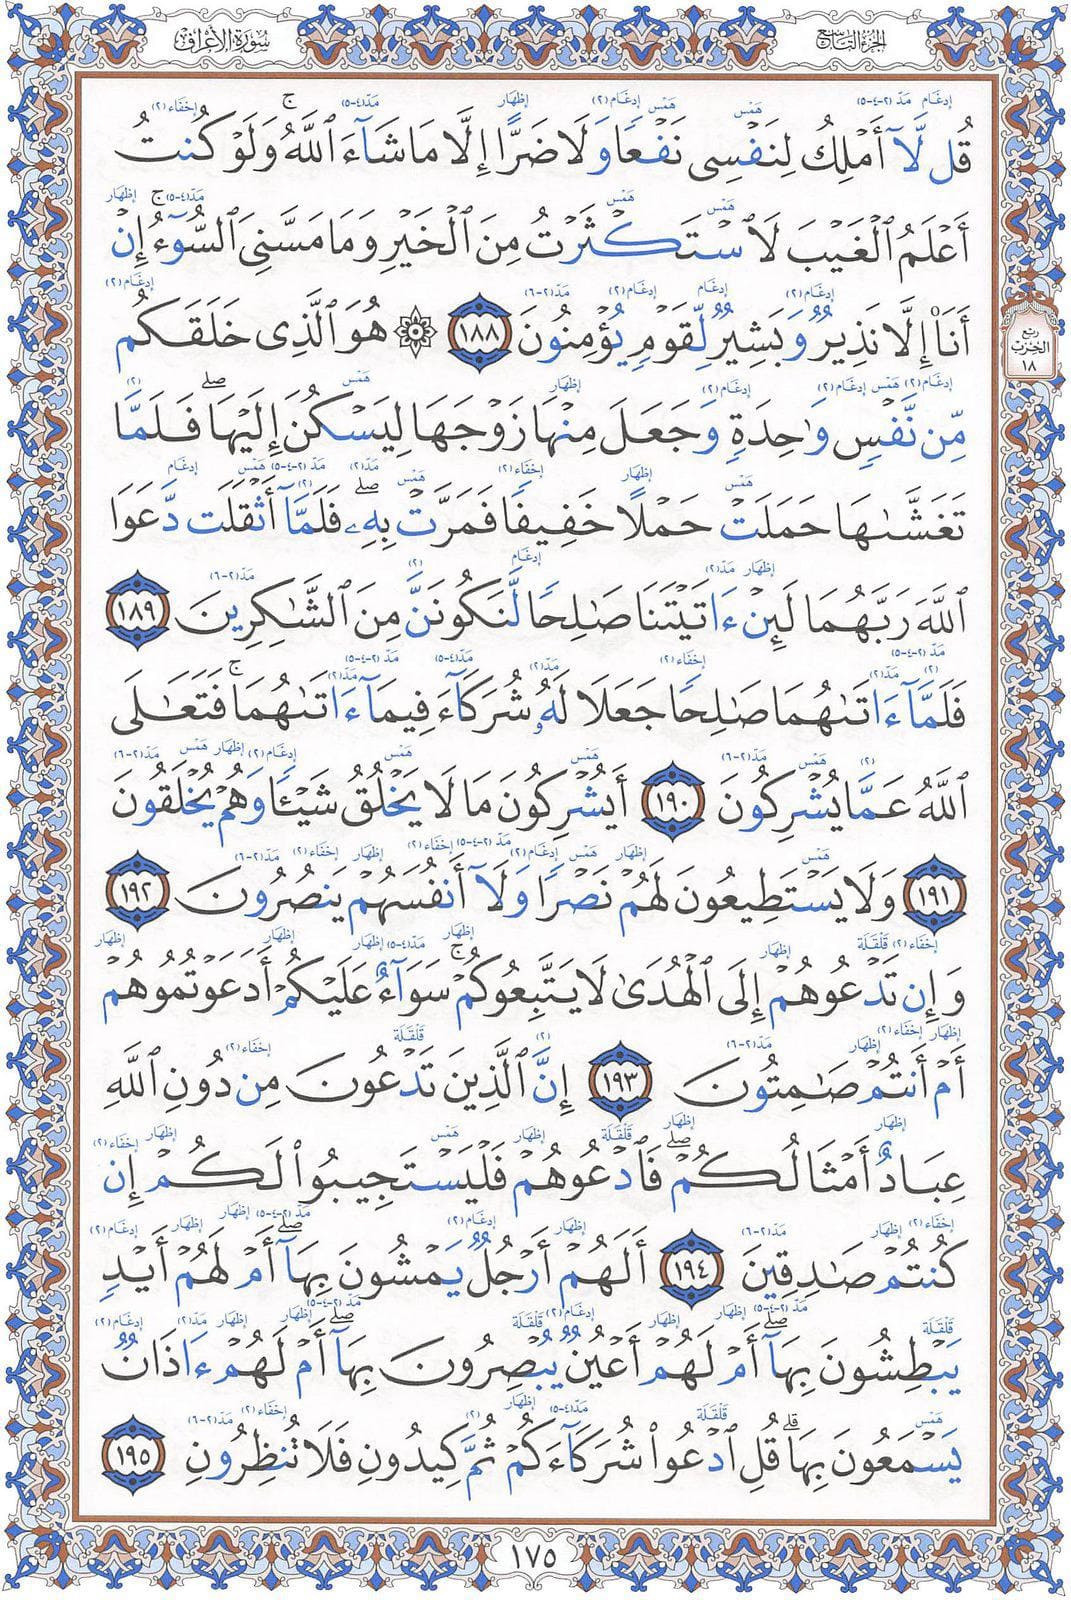 الجزء التاسع
سورة الأعراف
قُل لَّآ أَمْلِكُ لِنَفْسِى نَفْعًا وَلَا ضَرًّا إِلَّا مَا شَآءَ ٱللَّهُ ۚ وَلَوْ كُنتُ
أَعْلَمُ ٱلْغَيْبَ لَٱسْتَكْثَرْتُ مِنَ ٱلْخَيْرِ وَمَا مَسَّنِىَ ٱلسُّوٓءُ ۚ إِنْ
أَنَا۠ إِلَّا نَذِيرٌ وَبَشِيرٌ لِّقَوْمٍ يُؤْمِنُونَ ١٨٨ ۞ هُوَ ٱلَّذِى خَلَقَكُم
ربع الحزب ١٨
مِّن نَّفْسٍ وَٰحِدَةٍ وَجَعَلَ مِنْهَا زَوْجَهَا لِيَسْكُنَ إِلَيْهَا ۖ فَلَمَّا
تَغَشَّىٰهَا حَمَلَتْ حَمْلًا خَفِيفًا فَمَرَّتْ بِهِۦ ۖ فَلَمَّآ أَثْقَلَت دَّعَوَا
ٱللَّهَ رَبَّهُمَا لَئِنْ ءَاتَيْتَنَا صَٰلِحًا لَّنَكُونَنَّ مِنَ ٱلشَّٰكِرِينَ ١٨٩
فَلَمَّآ ءَاتَىٰهُمَا صَٰلِحًا جَعَلَا لَهُۥ شُرَكَآءَ فِيمَآ ءَاتَىٰهُمَا ۚ فَتَعَٰلَى
ٱللَّهُ عَمَّا يُشْرِكُونَ ١٩٠ أَيُشْرِكُونَ مَا لَا يَخْلُقُ شَيْـًٔا وَهُمْ يُخْلَقُونَ
١٩١ وَلَا يَسْتَطِيعُونَ لَهُمْ نَصْرًا وَلَآ أَنفُسَهُمْ يَنصُرُونَ ١٩٢
وَإِن تَدْعُوهُمْ إِلَى ٱلْهُدَىٰ لَا يَتَّبِعُوكُمْ ۚ سَوَآءٌ عَلَيْكُمْ أَدَعَوْتُمُوهُمْ
أَمْ أَنتُمْ صَٰمِتُونَ ١٩٣ إِنَّ ٱلَّذِينَ تَدْعُونَ مِن دُونِ ٱللَّهِ
عِبَادٌ أَمْثَالُكُمْ ۖ فَٱدْعُوهُمْ فَلْيَسْتَجِيبُوا۟ لَكُمْ إِن
كُنتُمْ صَٰدِقِينَ ١٩٤ أَلَهُمْ أَرْجُلٌ يَمْشُونَ بِهَآ ۖ أَمْ لَهُمْ أَيْدٍ
يَبْطِشُونَ بِهَآ ۖ أَمْ لَهُمْ أَعْيُنٌ يُبْصِرُونَ بِهَآ ۖ أَمْ لَهُمْ ءَاذَانٌ
يَسْمَعُونَ بِهَا ۗ قُلِ ٱدْعُوا۟ شُرَكَآءَكُمْ ثُمَّ كِيدُونِ فَلَا تُنظِرُونِ ١٩٥
١٧٥